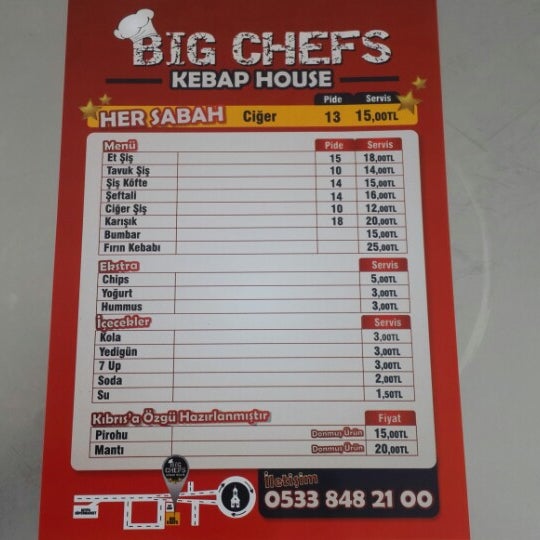 BIG CHEFS
KEBAP HOUSE
Pide Servis
HER SABAH Ciğer 13 15,00TL
Menü Pide Servis
Et Şiş 15 18,00TL
Tavuk Şiş 10 14,00TL
Şiş Köfte 14 15,00TL
Şeftali 14 16,00TL
Ciğer Şiş 10 12,00TL
Karışık 18 20,00TL
Bumbar 15,00TL
Fırın Kebabı 25,00TL
Ekstra Servis
Chips 5,00TL
Yoğurt 3,00TL
Hummus 3,00TL
İçecekler Servis
Kola 3,00TL
Yedigün 3,00TL
7 Up 3,00TL
Soda 2,00TL
Su 1,50TL
Kıbrıs'a Özgü Hazırlanmıştır Fiyat
Pirohu Donmuş Ürün 15,00TL
Mantı Donmuş Ürün 20,00TL
BIG CHEFS
İletişim
0533 848 21 00